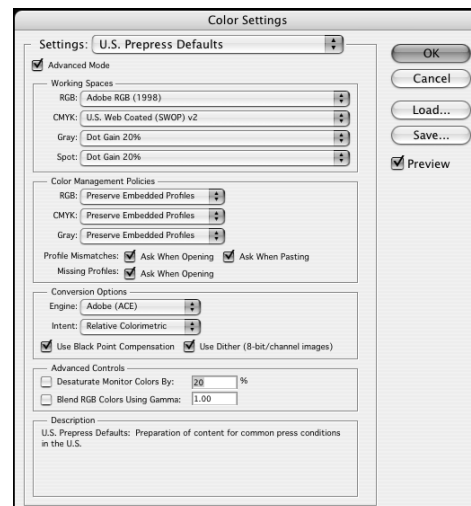 Color Settings
Settings: U.S. Prepress Defaults
Advanced Mode
Working Spaces
RGB: Adobe RGB (1998)
CMYK: U.S. Web Coated (SWOP) v2
Gray: Dot Gain 20%
Spot: Dot Gain 20%
Color Management Policies
RGB: Preserve Embedded Profiles
CMYK: Preserve Embedded Profiles
Gray: Preserve Embedded Profiles
Profile Mismatches: Ask When Opening Ask When Pasting
Missing Profiles: Ask When Opening
Conversion Options
Engine: Adobe (ACE)
Intent: Relative Colorimetric
Use Black Point Compensation Use Dither (8-bit/channel images)
Advanced Controls
Desaturate Monitor Colors By: 20 %
Blend RGB Colors Using Gamma: 1.00
Description
U.S. Prepress Defaults: Preparation of content for common press conditions
in the U.S.
OK
Cancel
Load...
Save...
Preview